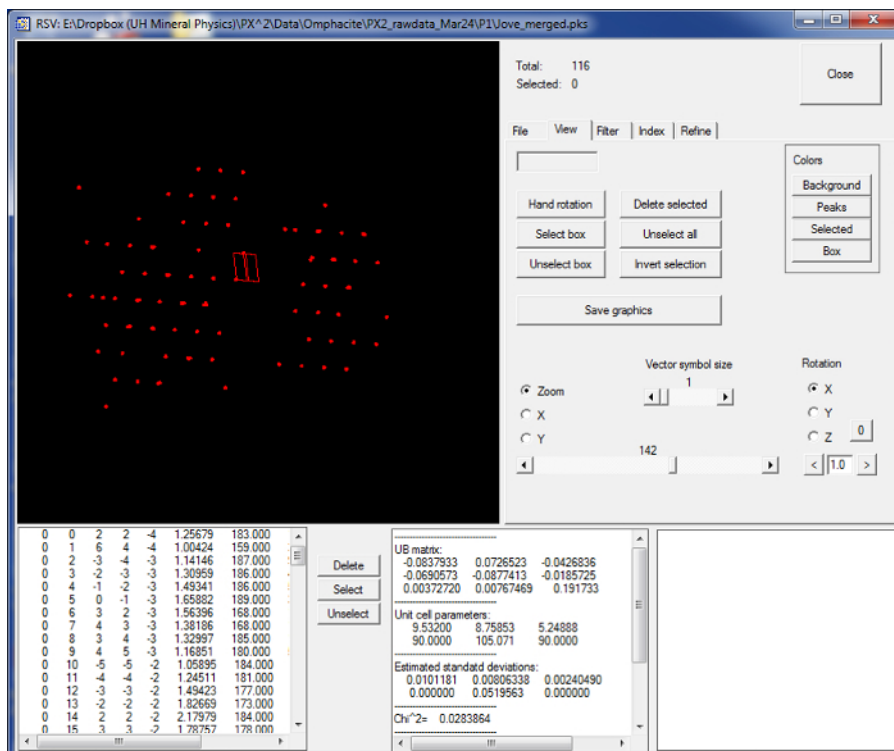 RSV: E:\Dropbox (UH Mineral Physics)\PX^2\Data\Omphacite\PX2_rawdata_Mar24\P1\Jove_merged.pks
Total: 116
Selected: 0
Close
File View Filter Index Refine
Colors
Background
Peaks
Selected
Box
Hand rotation Delete selected
Select box Unselect all
Unselect box Invert selection
Save graphics
Vector symbol size
1
Rotation
Zoom
X
Y
142
X
Y
Z 0
< 1.0 >
0 0 2 2 -4 1.25679 183.000
0 1 6 4 -4 1.00424 159.000
0 2 -3 -4 -3 1.14146 187.000
0 3 -2 -3 -3 1.30959 186.000
0 4 -1 -2 -3 1.49341 186.000
0 5 0 -1 -3 1.65882 189.000
0 6 3 2 -3 1.56396 168.000
0 7 4 3 -3 1.38186 168.000
0 8 3 4 -3 1.32997 185.000
0 9 4 5 -3 1.16851 180.000
0 10 -5 -5 -2 1.05895 184.000
0 11 -4 -4 -2 1.24511 181.000
0 12 -3 -3 -2 1.49423 177.000
0 13 -2 -2 -2 1.82669 173.000
0 14 2 2 -2 2.17979 184.000
0 15 3 3 -2 1.78757 178.000
Delete
Select
Unselect
UB matrix:
-0.0837933 0.0726523 -0.0426836
-0.0690573 -0.0877413 -0.0185725
0.00372720 0.00767469 0.191733
Unit cell parameters:
9.53200 8.75853 5.24888
90.0000 105.071 90.0000
Estimated standatd deviations:
0.0101181 0.00806338 0.00240490
0.000000 0.0519563 0.000000
Chi^2= 0.0283864